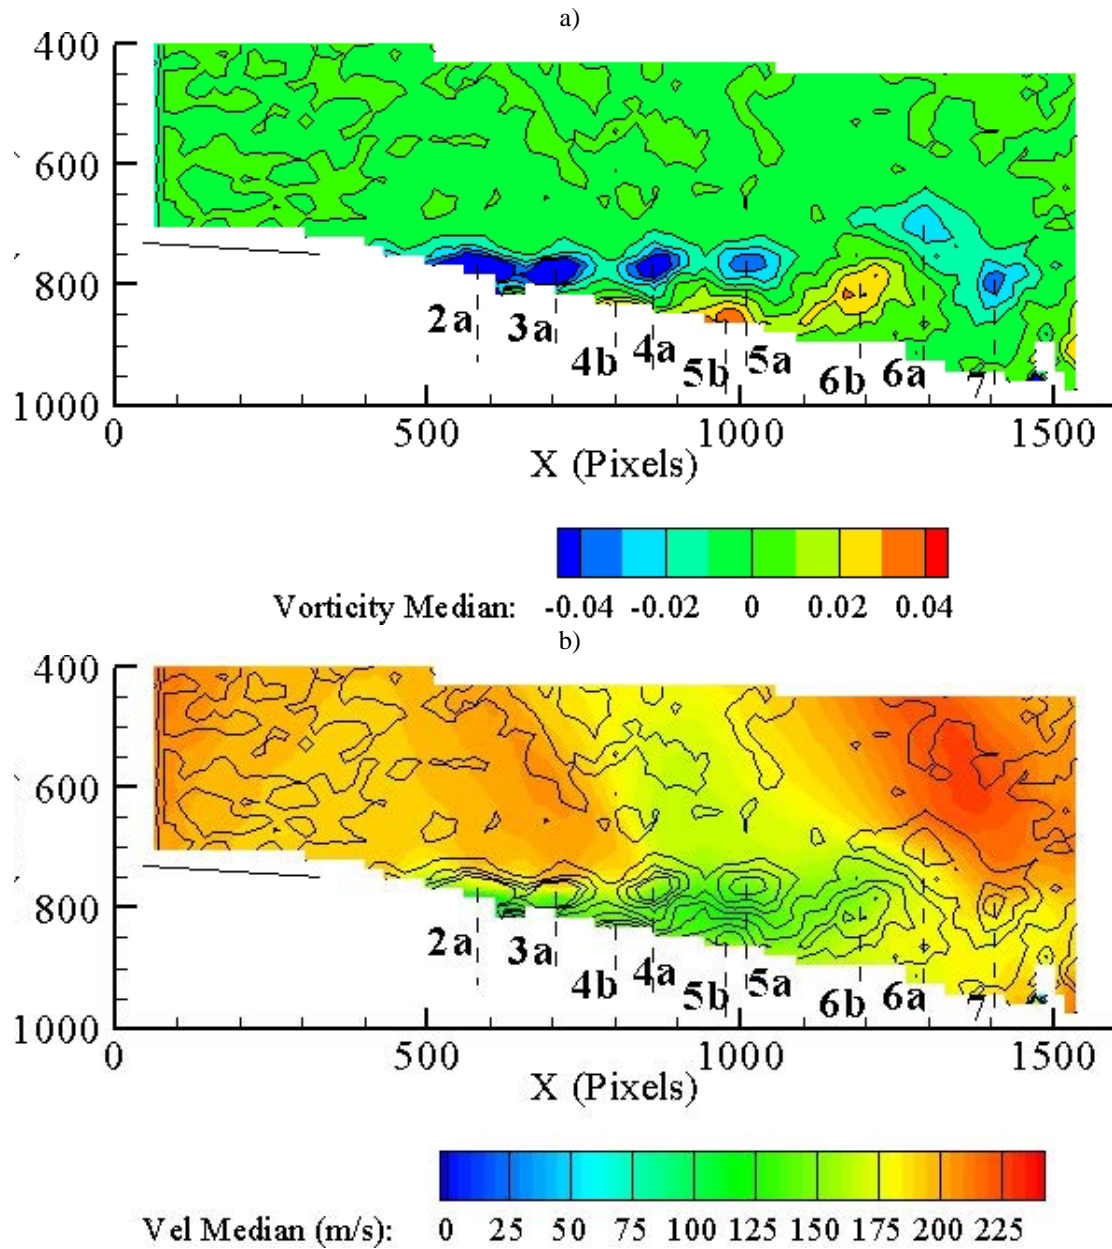 a)
400
600
800
1000
2a
3a
4b
4a
5b
5a
6b
6a
7
0 500 1000 1500
X (Pixels)
Vorticity Median: -0.04 -0.02 0 0.02 0.04
b)
400
600
800
1000
2a
3a
4b
4a
5b
5a
6b
6a
7
0 500 1000 1500
X (Pixels)
Vel Median (m/s): 0 25 50 75 100 125 150 175 200 225